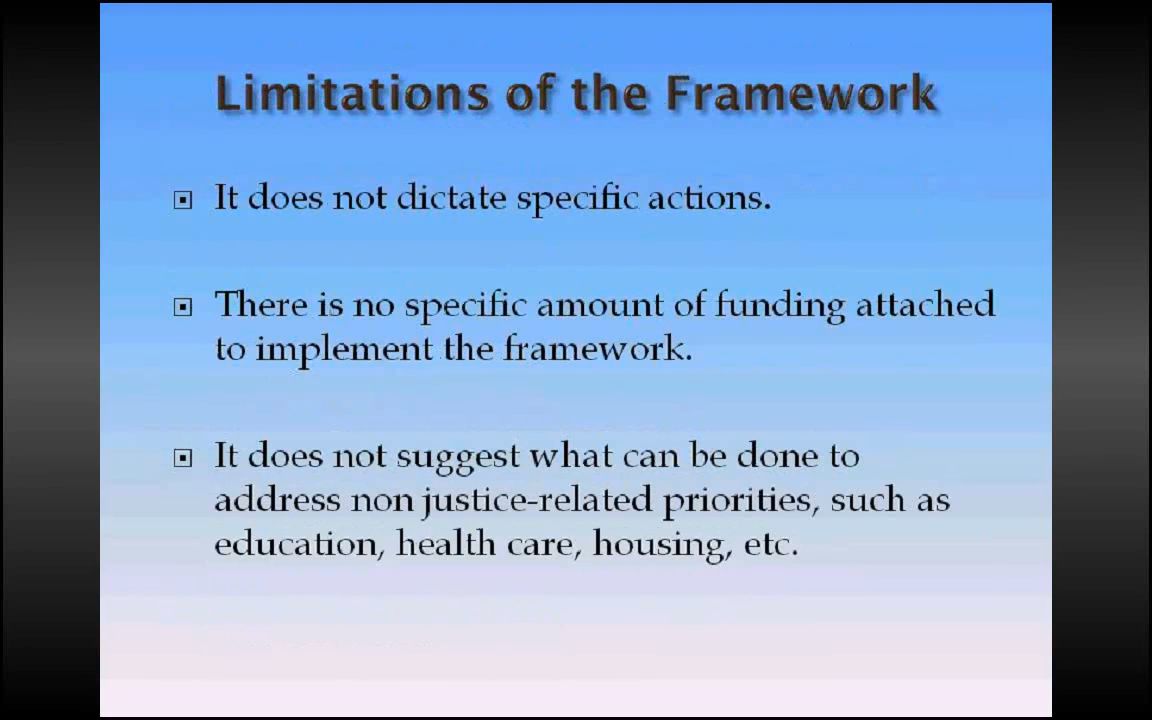 Limitations of the Framework
It does not dictate specific actions.
There is no specific amount of funding attached
to implement the framework.
It does not suggest what can be done to
address non justice-related priorities, such as
education, health care, housing, etc.